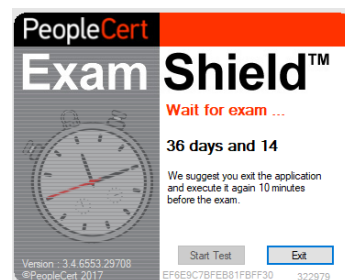 PeopleCert
Exam Shield™
Wait for exam ...
36 days and 14
We suggest you exit the application
and execute it again 10 minutes
before the exam.
Start Test Exit
Version : 3.4.6553.29708
©PeopleCert 2017 EF6E9C7BFEB81FBFF30 322979